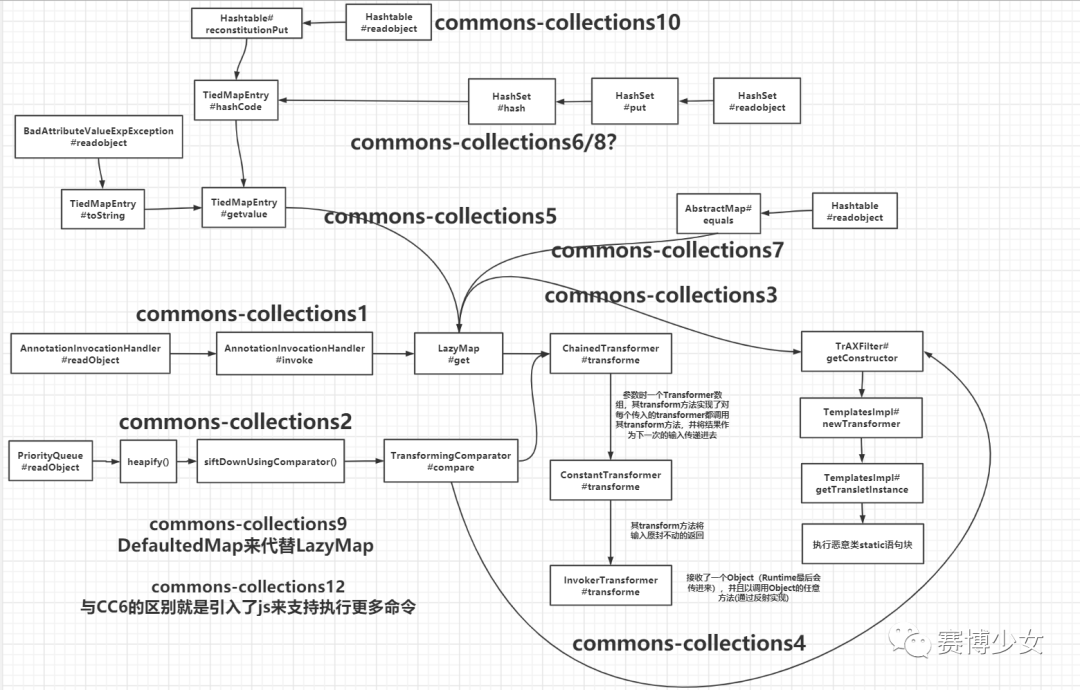 Hashtable#
reconstitutionPut
Hashtable
#readobject
commons-collections10
TiedMapEntry
#hashCode
HashSet
#hash
HashSet
#put
HashSet
#readobject
commons-collections6/8?
BadAttributeValueExpException
#readobject
TiedMapEntry
#toString
TiedMapEntry
#getvalue
commons-collections5
AbstractMap#
equals
Hashtable
#readobject
commons-collections7
commons-collections3
commons-collections1
AnnotationInvocationHandler
#readObject
AnnotationInvocationHandler
#invoke
LazyMap
#get
ChainedTransformer
#transforme
TrAXFilter#
getConstructor
参数时一个Transformer数
组，其transform方法实现了对
每个传入的transformer都调用
其transform方法，并将结果作
为下一次的输入传递进去
TemplatesImpl#
newTransformer
commons-collections2
PriorityQueue
#readObject
heapify()
siftDownUsingComparator()
TransformingComparator
#compare
ConstantTransformer
#transforme
TemplatesImpl#
getTransletInstance
commons-collections9
DefaultedMap来代替LazyMap
其transform方法将
输入原封不动的返回
执行恶意类static语句块
commons-collections12
与CC6的区别就是引入了js来支持执行更多命令
InvokerTransformer
#transforme
接收了一个Object（Runtime最后会
传进来），并且以调用Object的任意
方法(通过反射实现)
commons-collections4
赛博少女